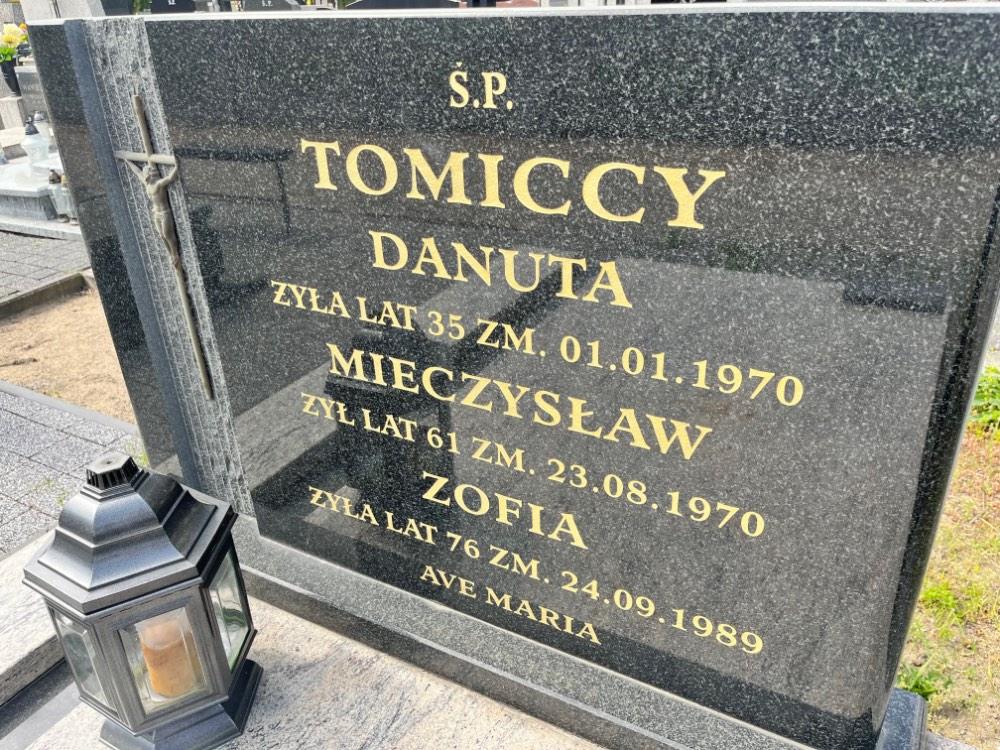 Ś.P.
TOMICCY
DANUTA
ŻYŁA LAT 35 ZM. 01.01.1970
MIECZYSŁAW
ŻYŁ LAT 61 ZM. 23.08.1970
ZOFIA
ŻYŁA LAT 76 ZM. 24.09.1989
AVE MARIA
Ś.P.